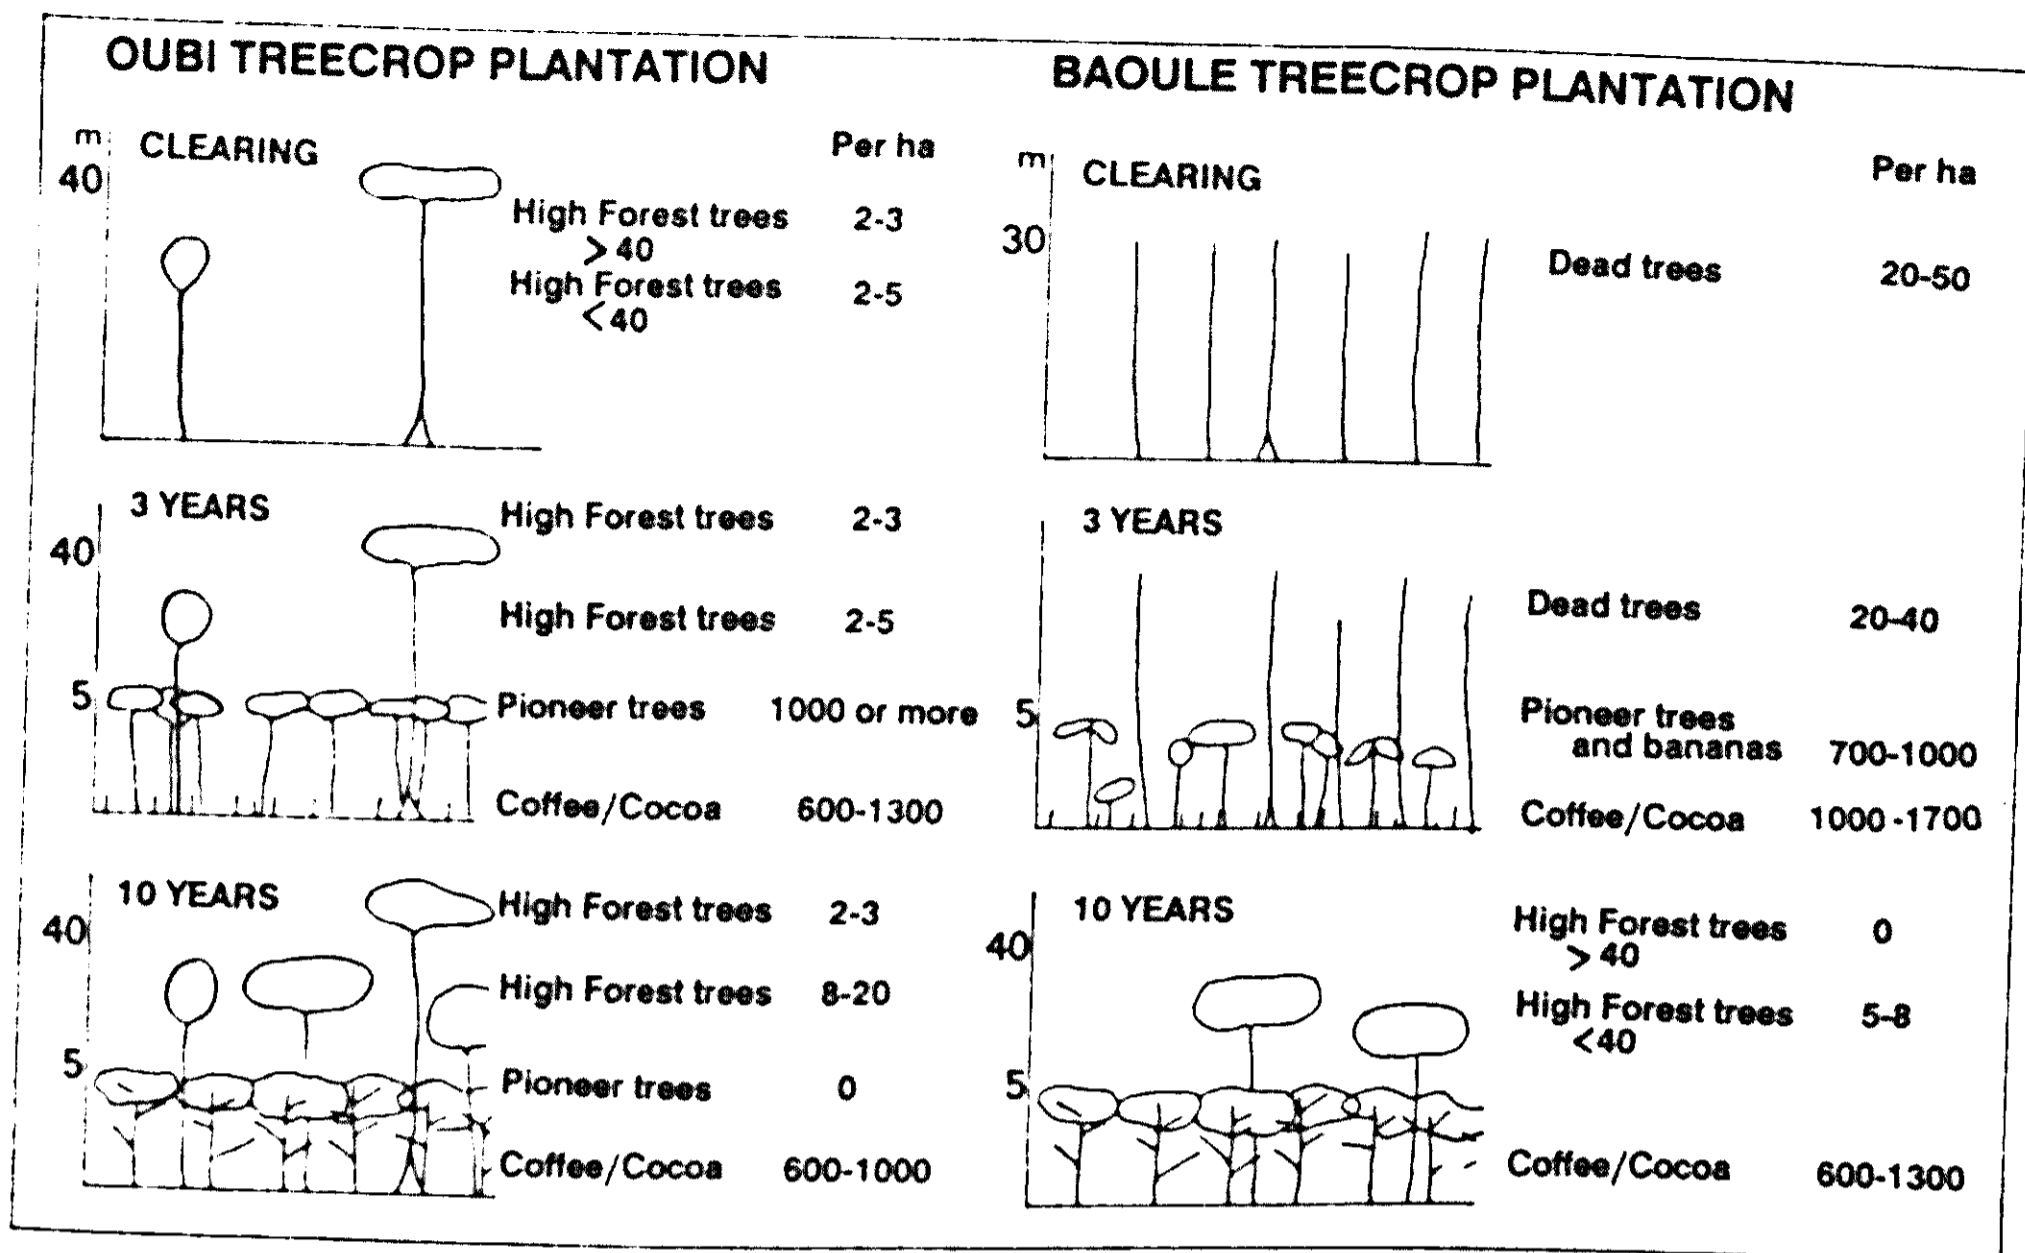 OUBI TREECROP PLANTATION
m
CLEARING
Per ha
40
High Forest trees 2-3
>40
High Forest trees 2-5
<40
3 YEARS
High Forest trees 2-3
40
High Forest trees 2-5
5
Pioneer trees 1000 or more
Coffee/Cocoa 600-1300
10 YEARS
High Forest trees 2-3
40
High Forest trees 8-20
5
Pioneer trees 0
Coffee/Cocoa 600-1000
BAOULE TREECROP PLANTATION
m
CLEARING
Per ha
30
Dead trees 20-50
3 YEARS
Dead trees 20-40
5
Pioneer trees
and bananas 700-1000
Coffee/Cocoa 1000-1700
10 YEARS
High Forest trees 0
40
>40
High Forest trees 5-8
<40
5
Coffee/Cocoa 600-1300